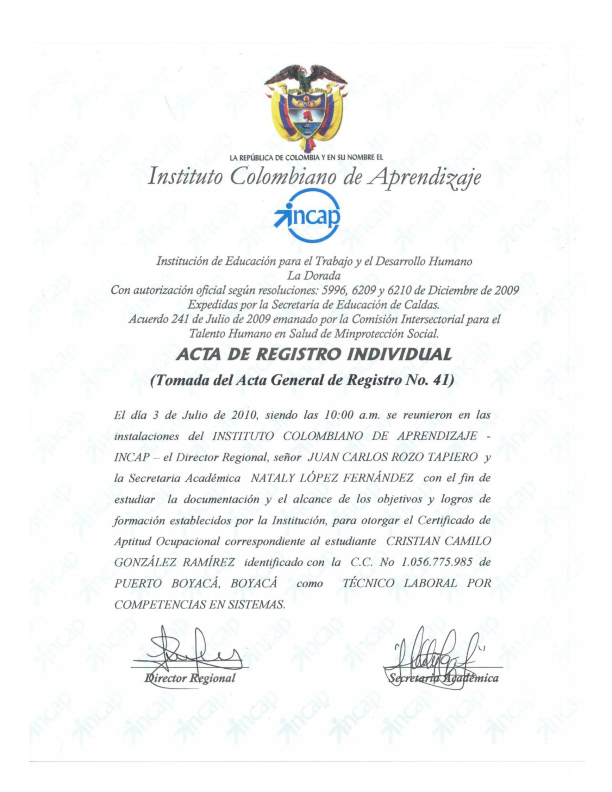 LA REPÚBLICA DE COLOMBIA Y EN SU NOMBRE EL
Instituto Colombiano de Aprendizaje
incap
Institución de Educación para el Trabajo y el Desarrollo Humano
La Dorada
Con autorización oficial según resoluciones: 5996, 6209 y 6210 de Diciembre de 2009
Expedidas por la Secretaría de Educación de Caldas.
Acuerdo 241 de Julio de 2009 emanado por la Comisión Intersectorial para el
Talento Humano en Salud de Minprotección Social.
ACTA DE REGISTRO INDIVIDUAL
(Tomada del Acta General de Registro No. 41)
El día 3 de Julio de 2010, siendo las 10:00 a.m. se reunieron en las
instalaciones del INSTITUTO COLOMBIANO DE APRENDIZAJE -
INCAP – el Director Regional, señor JUAN CARLOS ROZO TAPIERO y
la Secretaria Académica NATALY LÓPEZ FERNÁNDEZ con el fin de
estudiar la documentación y el alcance de los objetivos y logros de
formación establecidos por la Institución, para otorgar el Certificado de
Aptitud Ocupacional correspondiente al estudiante CRISTIAN CAMILO
GONZÁLEZ RAMÍREZ identificado con la C.C. No 1.056.775.985 de
PUERTO BOYACÁ, BOYACÁ como TÉCNICO LABORAL POR
COMPETENCIAS EN SISTEMAS.
Director Regional
Secretaria Académica